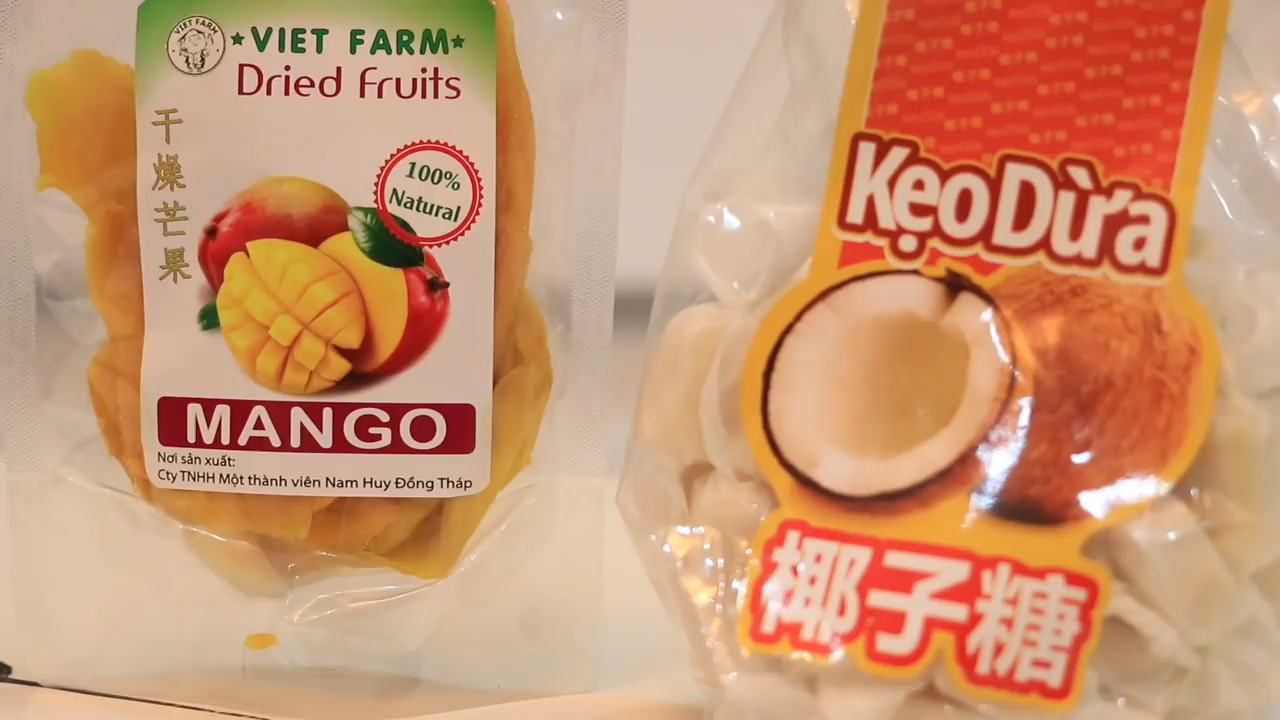 VIET FARM
★VIET FARM★
Dried Fruits
干燥芒果
100%
Natural
MANGO
Nơi sản xuất:
Cty TNHH Một thành viên Nam Huy Đồng Tháp
KẹoDừa
椰子糖